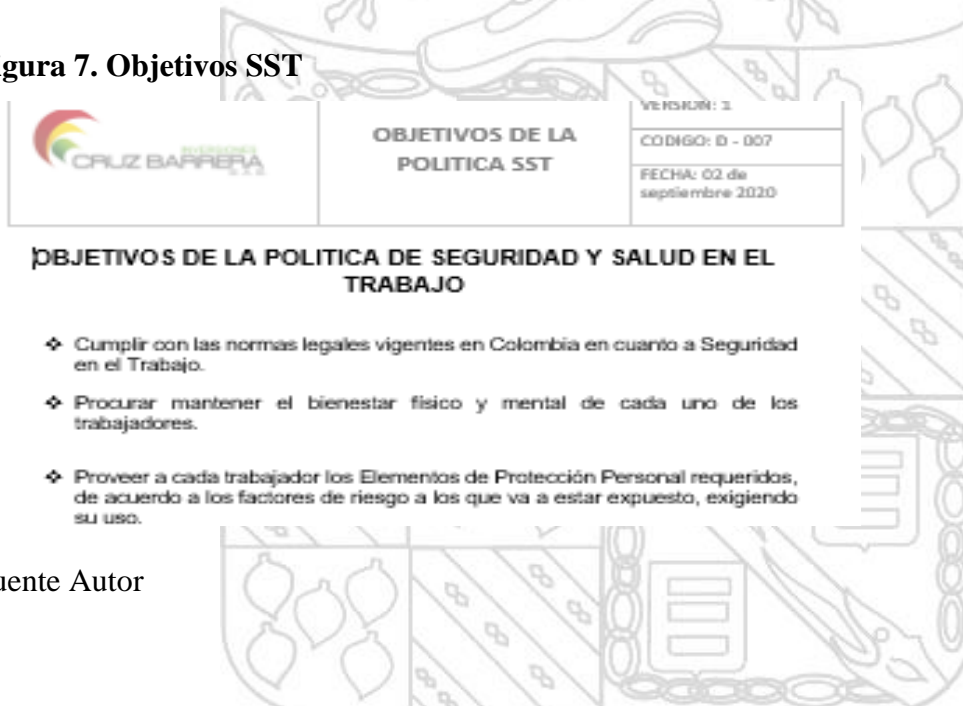 gura 7. Objetivos SST
INVERSIONES
CRUZ BARRERA
S.A.S
OBJETIVOS DE LA
POLITICA SST
VERSION: 1
CODIGO: D - 007
FECHA: 02 de
septiembre 2020
OBJETIVOS DE LA POLITICA DE SEGURIDAD Y SALUD EN EL
TRABAJO
❖ Cumplir con las normas legales vigentes en Colombia en cuanto a Seguridad
en el Trabajo.
❖ Procurar mantener el bienestar fisico y mental de cada uno de los
trabajadores.
❖ Proveer a cada trabajador los Elementos de Protección Personal requeridos,
de acuerdo a los factores de riesgo a los que va a estar expuesto, exigiendo
su uso.
uente Autor